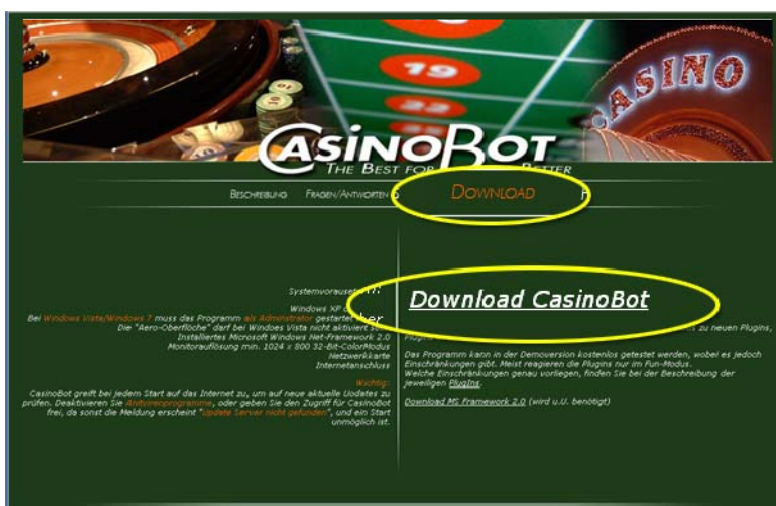 19
CASINO
CasinoBot
The Best for Better
Beschreibung Fragen/Antworten S Download F
Systemvorauset
Download CasinoBot
Windows XP
Bei Windows Vista/Windows 7 muss das Programm als Adminstrator gestartet
Die "Aero-Oberfläche" darf bei Windoes Vista nicht aktiviert
Installiertes Microsoft Windows Net-Framework 2.0
Monitorauflösung min. 1024 x 800 32-Bit-ColorModus
Netzwerkkarte
Internetanschluss
Wichtig:
CasinoBot greift bei jedem Start auf das Internet zu, um auf neue aktuelle Uodates zu
prüfen. Deaktivieren Sie Anitvirenprogramme, oder geben Sie den Zugriff für CasinoBot
frei, da sonst die Meldung erscheint "Update Server nicht gefunden", und ein Start
unmöglich ist.
zu neuen Plugins,
Das Programm kann in der Demoversion kostenlos getestet werden, wobei es jedoch
Einschränkungen gibt. Meist reagieren die Plugins nur im Fun-Modus.
Welche Einschränkungen genau vorliegen, finden Sie bei der Beschreibung der
jeweiligen PlugIns.
Download MS Framework 2.0 (wird u.U. benötigt)